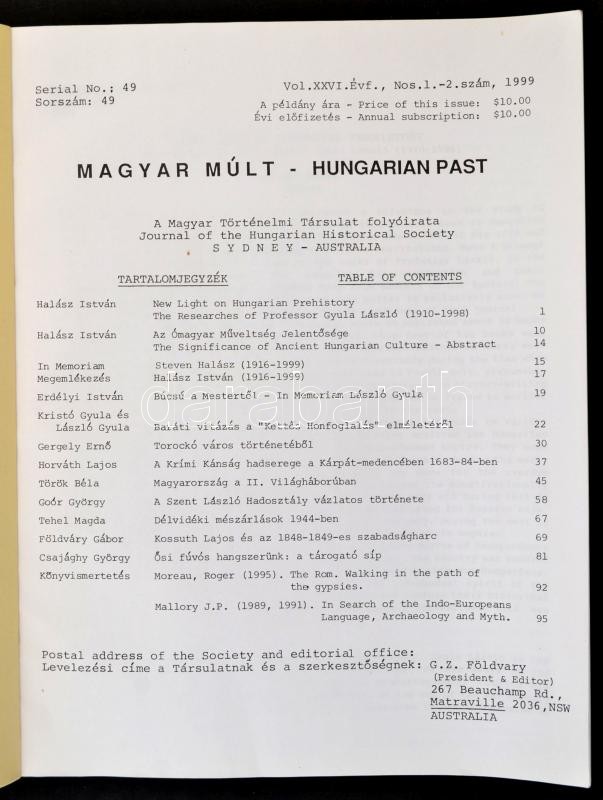 Serial No.: 49
Sorszám: 49
Vol.XXVI.Évf., Nos.1.-2.szám, 1999
A példány ára - Price of this issue: $10.00
Évi előfizetés - Annual subscription: $10.00
MAGYAR MÚLT - HUNGARIAN PAST
A Magyar Történelmi Társulat folyóirata
Journal of the Hungarian Historical Society
S Y D N E Y - AUSTRALIA
TARTALOMJEGYZÉK TABLE OF CONTENTS
Halász István New Light on Hungarian Prehistory
The Researches of Professor Gyula László (1910-1998) 1
Halász István Az Ómagyar Műveltség Jelentősége 10
The Significance of Ancient Hungarian Culture - Abstract 14
In Memoriam Steven Halász (1916-1999) 15
Megemlékezés Halász István (1916-1999) 17
Erdélyi István Búcsú a Mestertől - In Memoriam László Gyula 19
Kristó Gyula és
László Gyula Baráti vitázás a "Kettős Honfoglalás" elméletéről 22
Gergely Ernő Torockó város történetéből 30
Horváth Lajos A Krími Kánság hadserege a Kárpát-medencében 1683-84-ben 37
Török Béla Magyarország a II. Világháborúban 45
Goór György A Szent László Hadosztály vázlatos története 58
Tehel Magda Délvidéki mészárlások 1944-ben 67
Földváry Gábor Kossuth Lajos és az 1848-1849-es szabadságharc 69
Csajághy György Ősi fúvós hangszerünk: a tárogató síp 81
Könyvismertetés Moreau, Roger (1995). The Rom. Walking in the path of
the gypsies. 92
Mallory J.P. (1989, 1991). In Search of the Indo-Europeans
Language, Archaeology and Myth. 95
Postal address of the Society and editorial office:
Levelezési címe a Társulatnak és a szerkesztőségnek: G.Z. Földvary
(President & Editor)
267 Beauchamp Rd.,
Matraville 2036,NSW
AUSTRALIA
darabanth